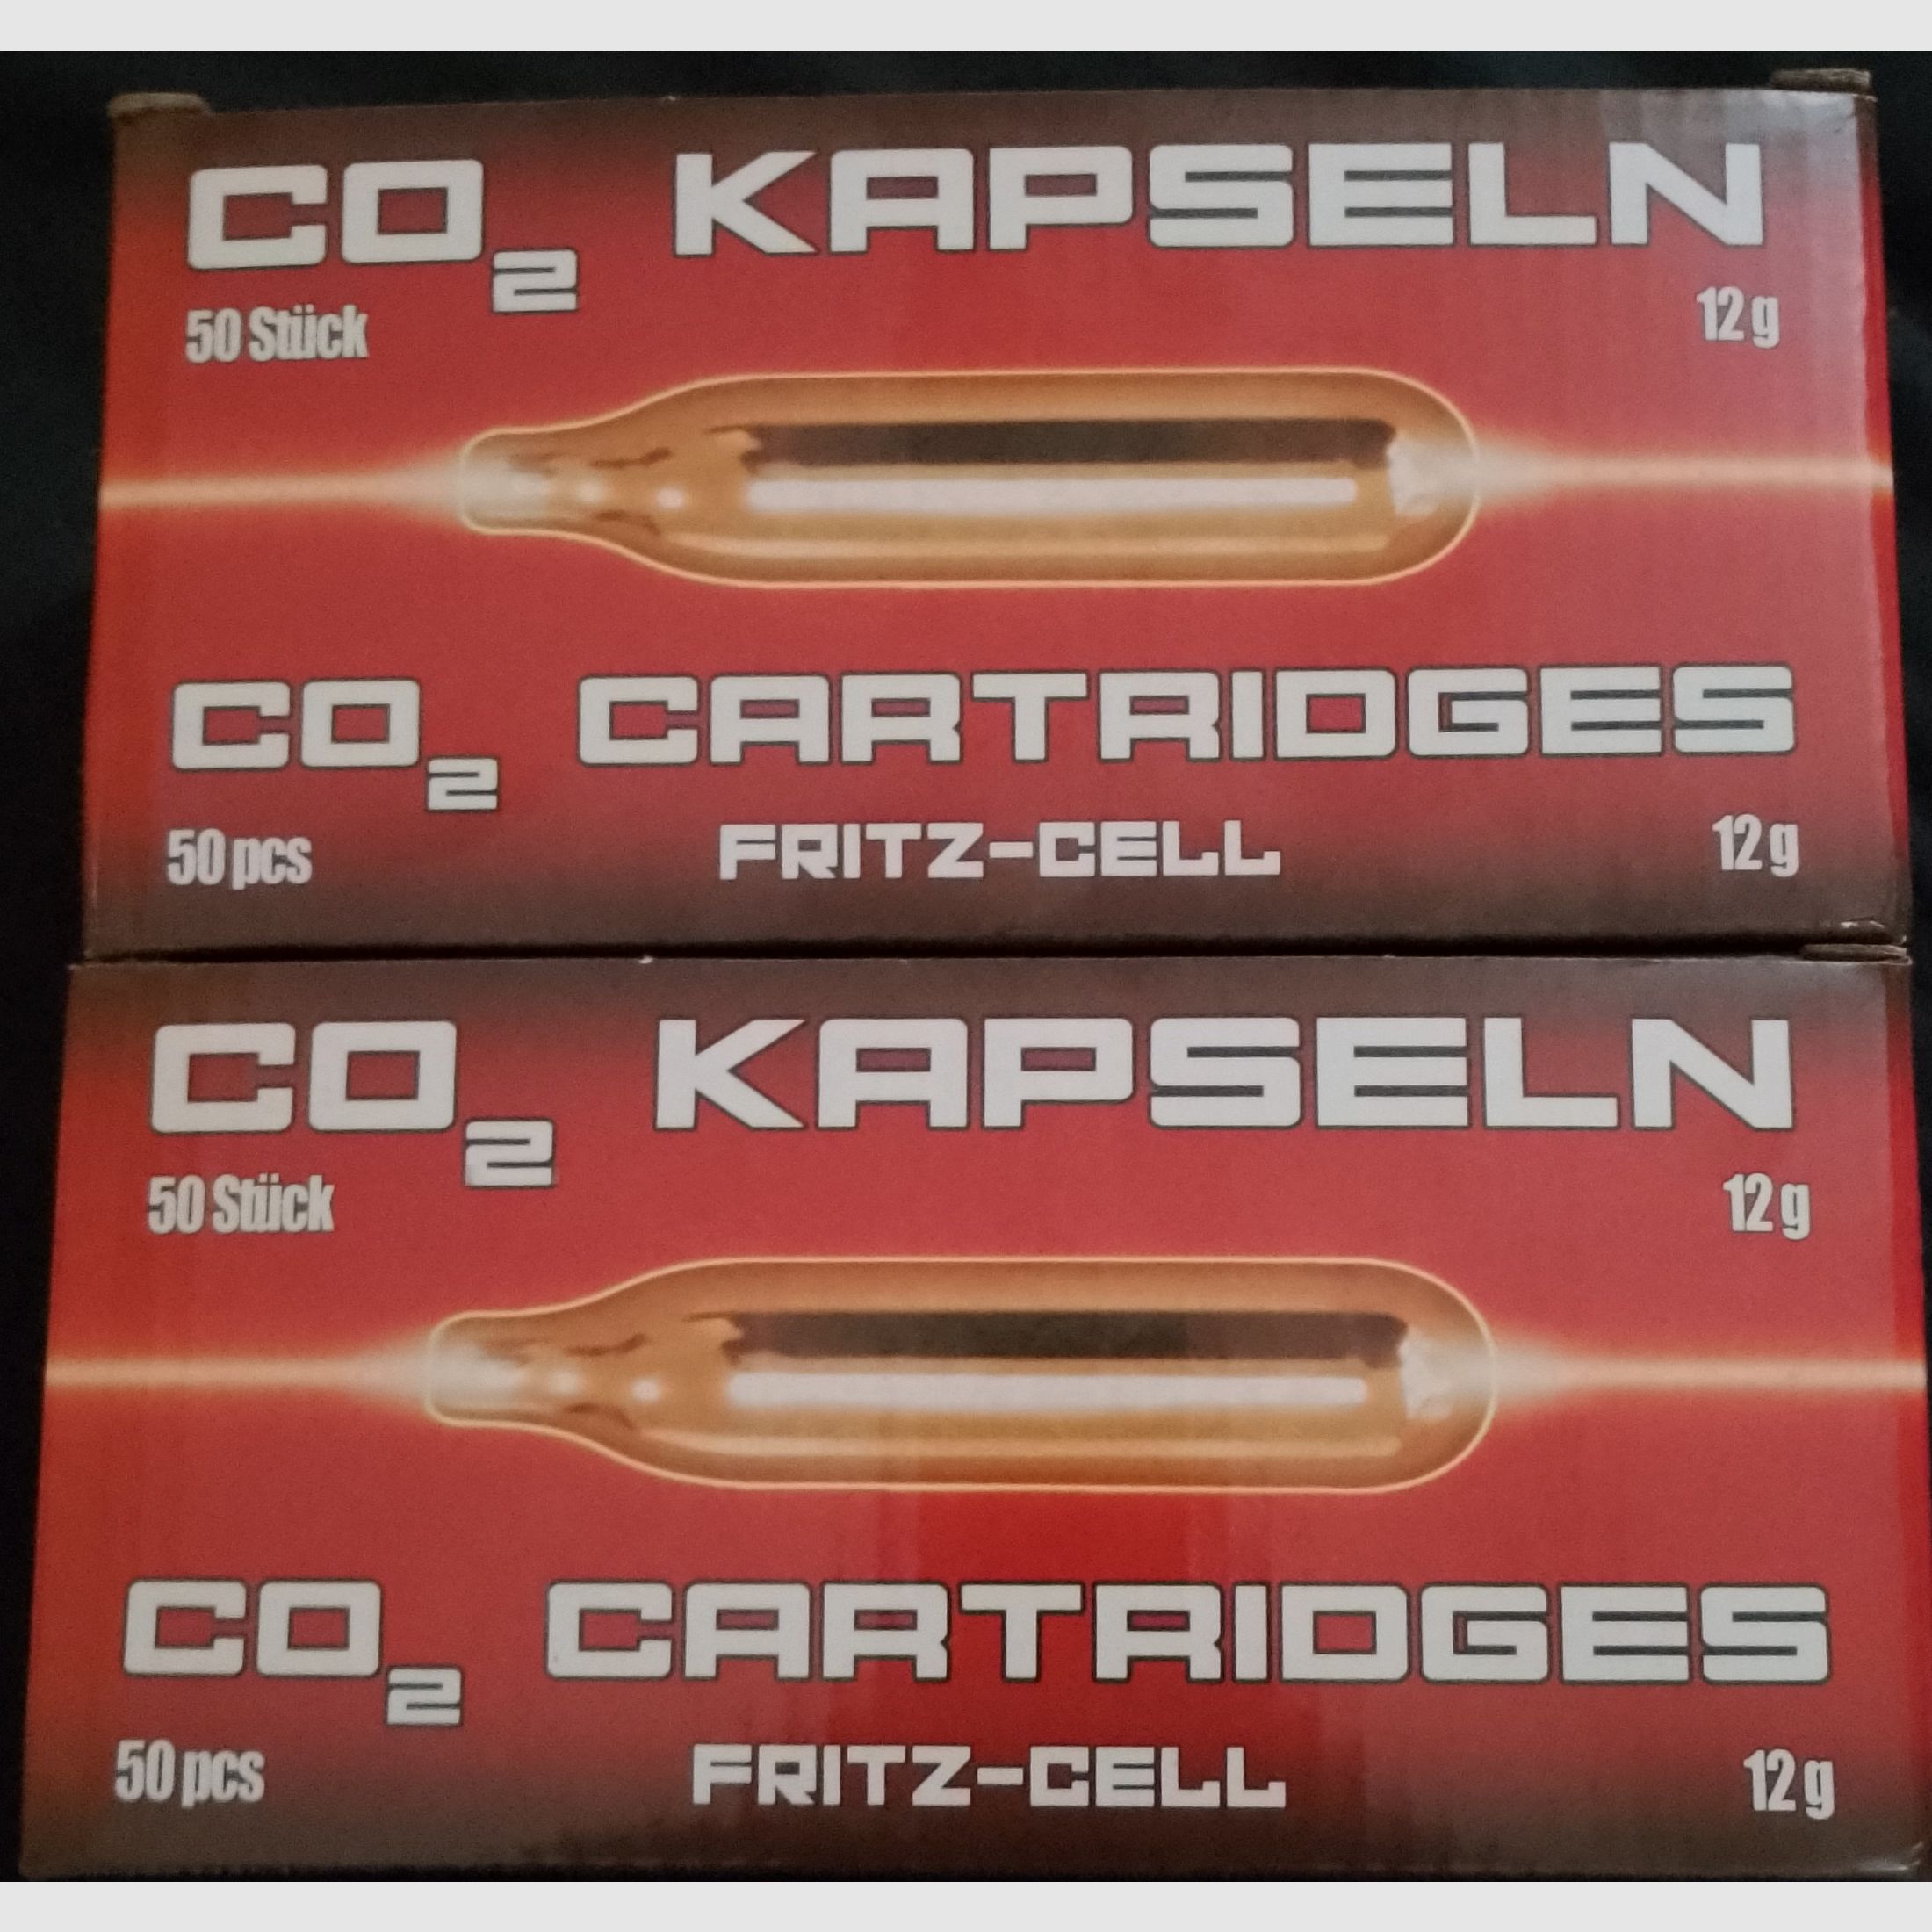 CO2 KAPSELN
50 Stück 12 g
CO2 CARTRIDGES
50 pcs FRITZ-CELL 12 g
CO2 KAPSELN
50 Stück 12 g
CO2 CARTRIDGES
50 pcs FRITZ-CELL 12 g